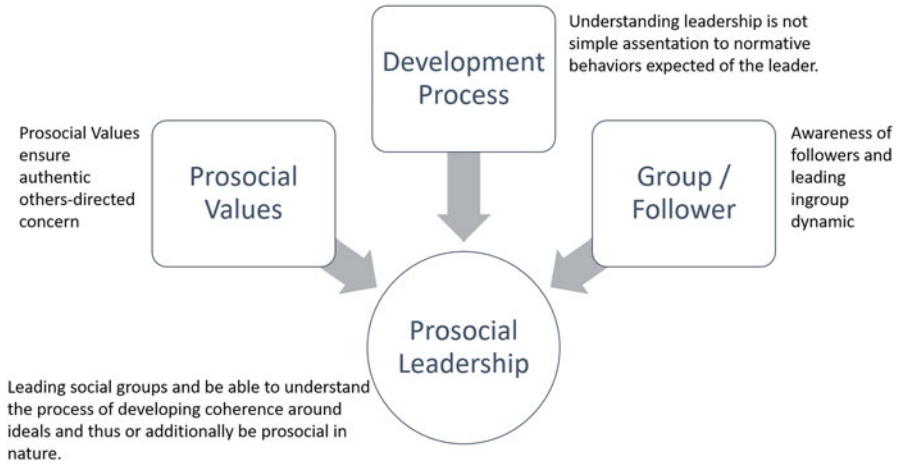 Understanding leadership is not
simple assentation to normative
behaviors expected of the leader.
Development
Process
Prosocial Values
ensure
authentic
others-directed
concern
Prosocial
Values
Group /
Follower
Awareness of
followers and
leading
ingroup
dynamic
Prosocial
Leadership
Leading social groups and be able to understand
the process of developing coherence around
ideals and thus or additionally be prosocial in
nature.